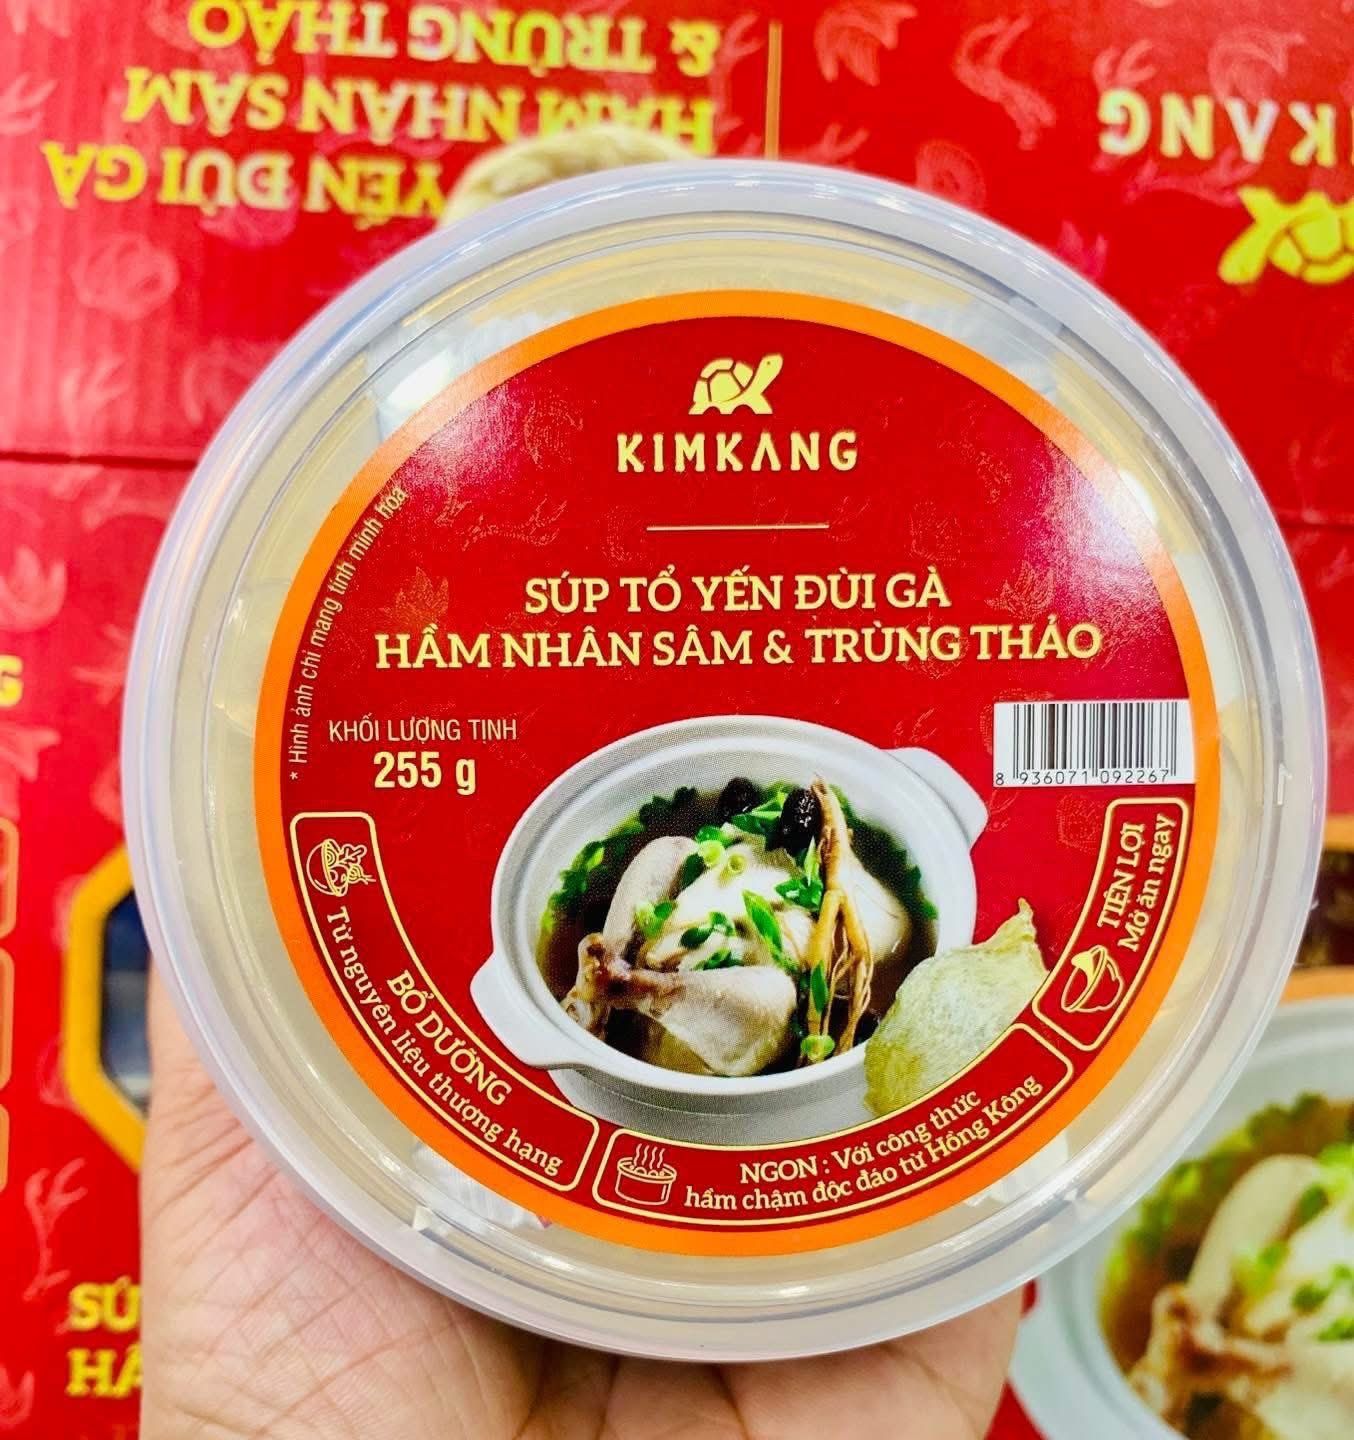 & TRÙNG THẢO
HẦM NHÂN SÂM
YẾN ĐÙI GÀ
KANG
KIMKANG
SÚP TỔ YẾN ĐÙI GÀ
HẦM NHÂN SÂM & TRÙNG THẢO
* Hình ảnh chỉ mang tính minh họa
KHỐI LƯỢNG TỊNH
255 g
8 936071 092267
BỔ DƯỠNG
Từ nguyên liệu thượng hạng
NGON : Với công thức
hầm chậm độc đáo từ Hồng Kông
TIỆN LỢI
Mở ăn ngay